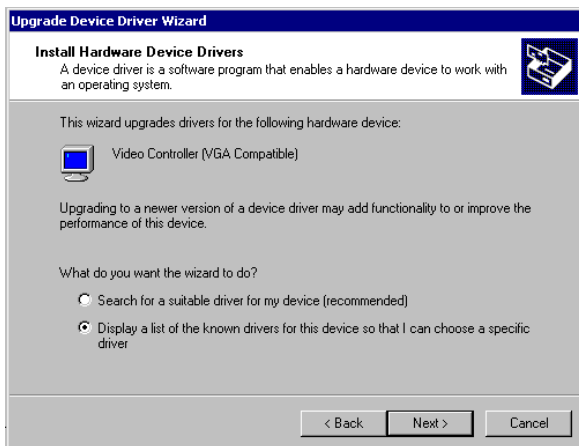 Upgrade Device Driver Wizard
Install Hardware Device Drivers
A device driver is a software program that enables a hardware device to work with
an operating system.
This wizard upgrades drivers for the following hardware device:
Video Controller (VGA Compatible)
Upgrading to a newer version of a device driver may add functionality to or improve the
performance of this device.
What do you want the wizard to do?
Search for a suitable driver for my device (recommended)
Display a list of the known drivers for this device so that I can choose a specific
driver
< Back Next > Cancel